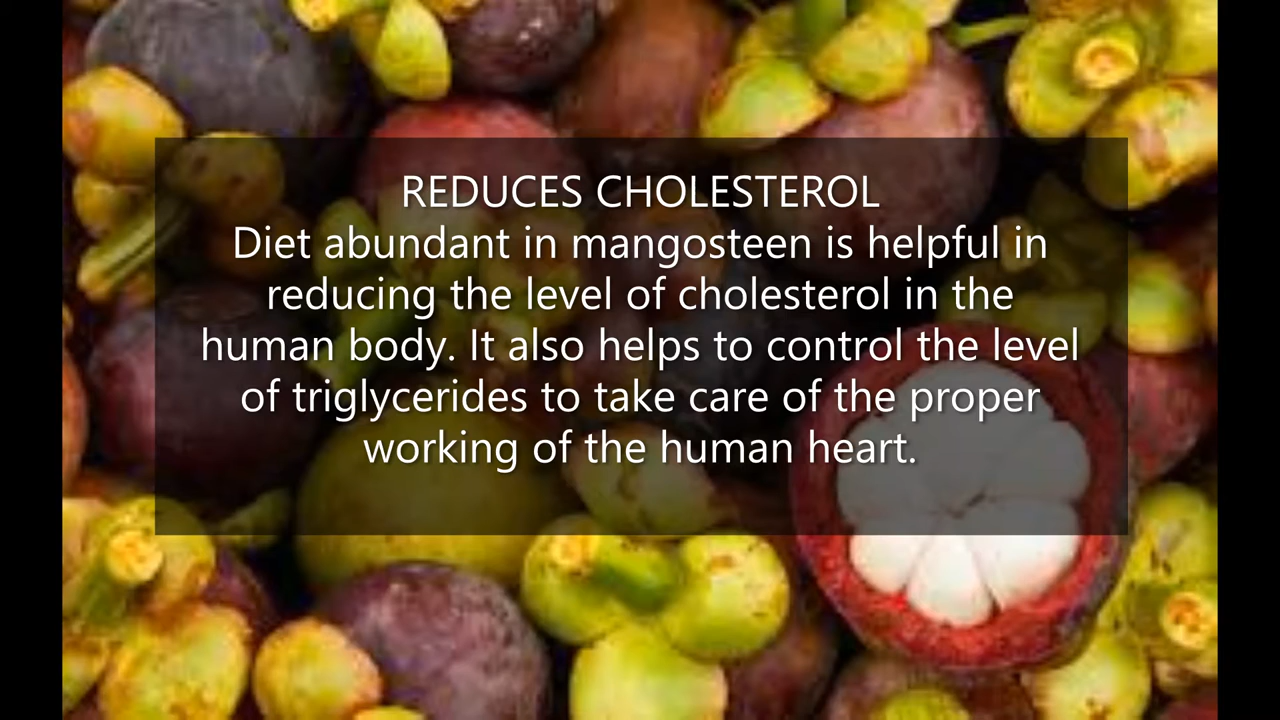 REDUCES CHOLESTEROL
Diet abundant in mangosteen is helpful in
reducing the level of cholesterol in the
human body. It also helps to control the level
of triglycerides to take care of the proper
working of the human heart.